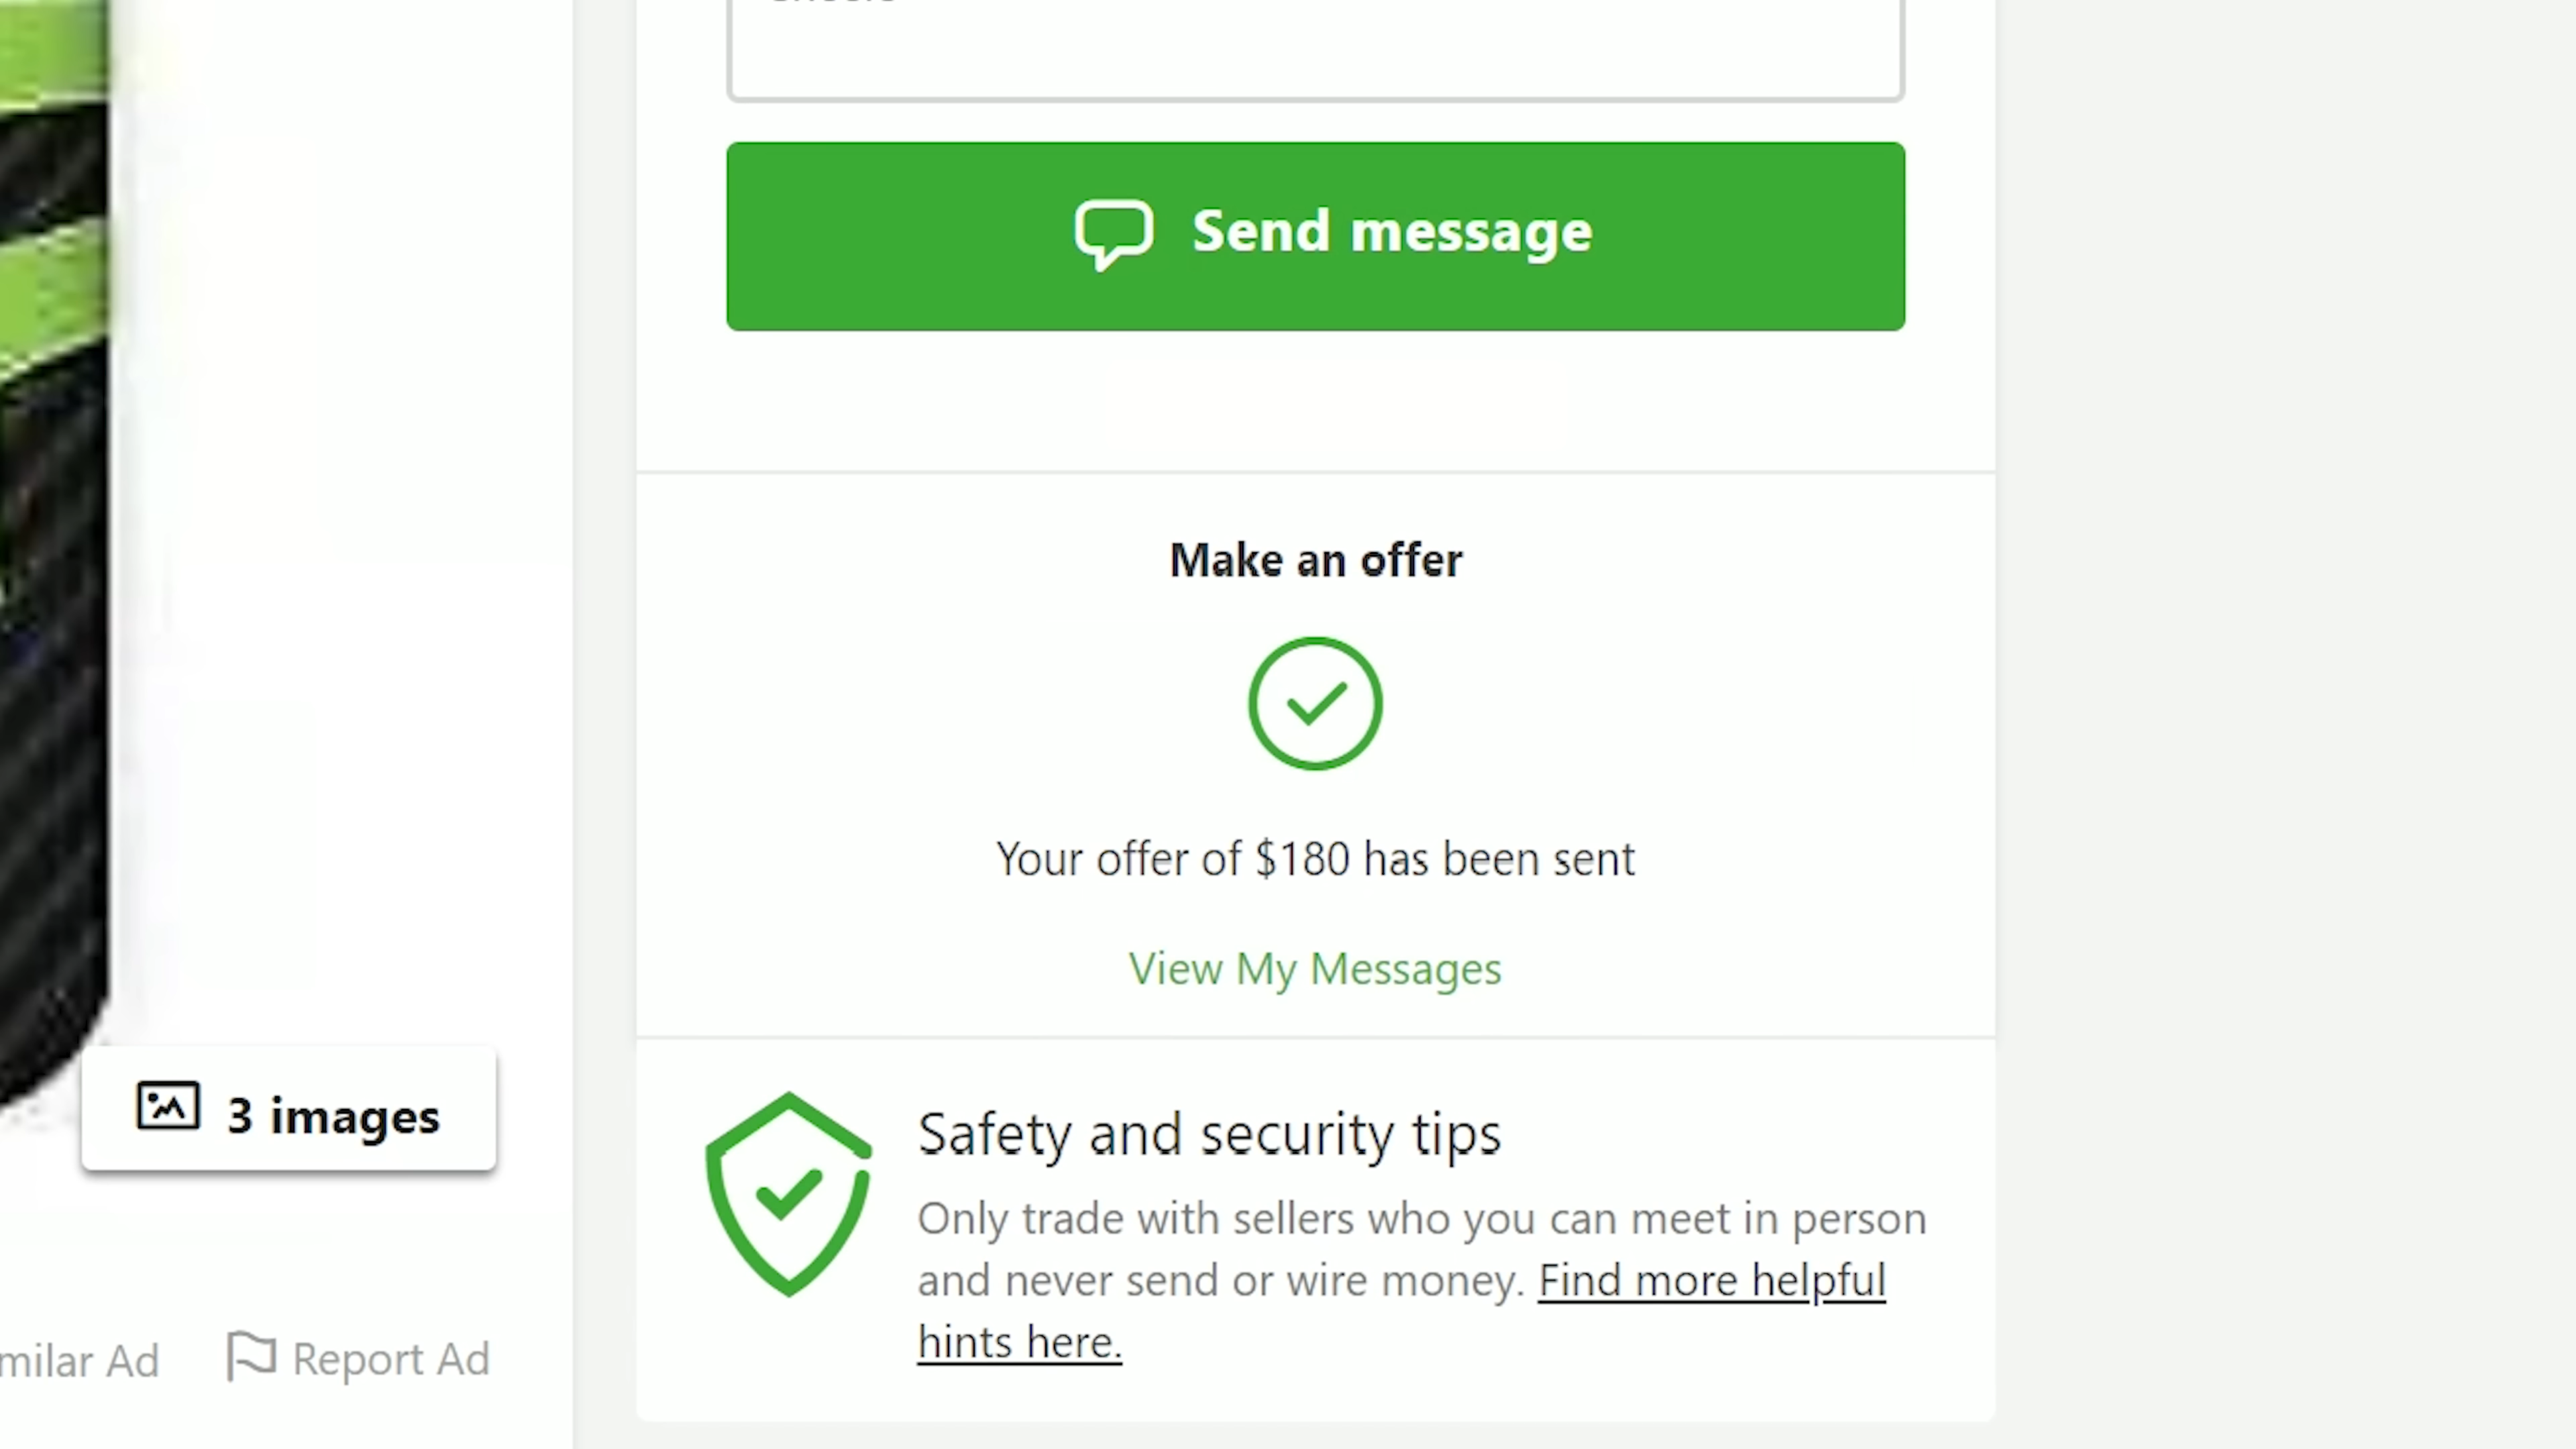 Send message
Make an offer
Your offer of $180 has been sent
View My Messages
3 images
Safety and security tips
Only trade with sellers who you can meet in person
and never send or wire money. Find more helpful
hints here.
Ad
Report Ad